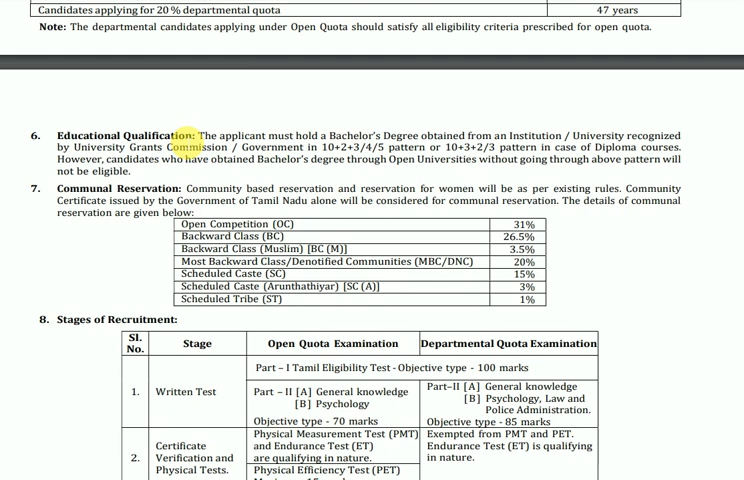 Candidates applying for 20 % departmental quota 47 years
Note: The departmental candidates applying under Open Quota should satisfy all eligibility criteria prescribed for open quota.
6. Educational Qualification: The applicant must hold a Bachelor's Degree obtained from an Institution / University recognized
by University Grants Commission / Government in 10+2+3/4/5 pattern or 10+3+2/3 pattern in case of Diploma courses.
However, candidates who have obtained Bachelor's degree through Open Universities without going through above pattern will
not be eligible.
7. Communal Reservation: Community based reservation and reservation for women will be as per existing rules. Community
Certificate issued by the Government of Tamil Nadu alone will be considered for communal reservation. The details of communal
reservation are given below:
Open Competition (OC) 31%
Backward Class (BC) 26.5%
Backward Class (Muslim) [BC (M)] 3.5%
Most Backward Class/Denotified Communities (MBC/DNC) 20%
Scheduled Caste (SC) 15%
Scheduled Caste (Arunthathiyar) [SC (A)] 3%
Scheduled Tribe (ST) 1%
8. Stages of Recruitment:
Sl. No.
Stage
Open Quota Examination
Departmental Quota Examination
Part – I Tamil Eligibility Test - Objective type - 100 marks
1.
Written Test
Part – II [A] General knowledge
[B] Psychology
Objective type - 70 marks
Part–II [A] General knowledge
[B] Psychology, Law and
Police Administration.
Objective type - 85 marks
2.
Certificate
Verification and
Physical Tests.
Physical Measurement Test (PMT)
and Endurance Test (ET)
are qualifying in nature.
Physical Efficiency Test (PET)
Exempted from PMT and PET.
Endurance Test (ET) is qualifying
in nature.